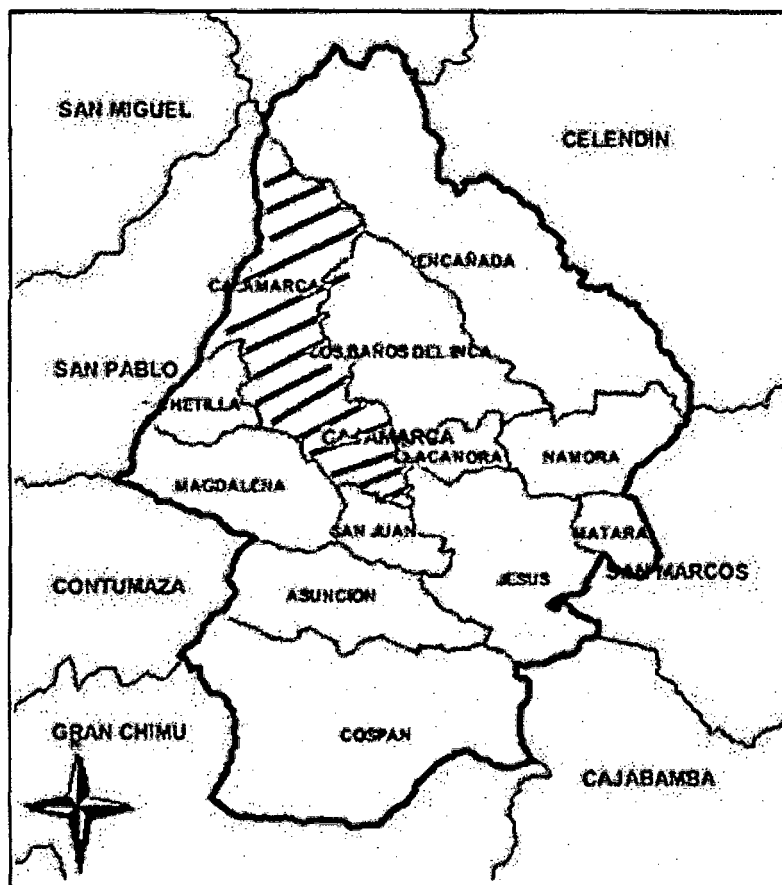 SAN MIGUEL
CELENDIN
ENCAÑADA
CAJAMARCA
LOS BAÑOS DEL INCA
SAN PABLO
CHETILLA
CAJAMARCA
LLACANORA
NAMORA
MAGDALENA
SAN JUAN
MATARA
CONTUMAZA
ASUNCION
JESUS
SAN MARCOS
GRAN CHIMU
COSPAN
CAJABAMBA